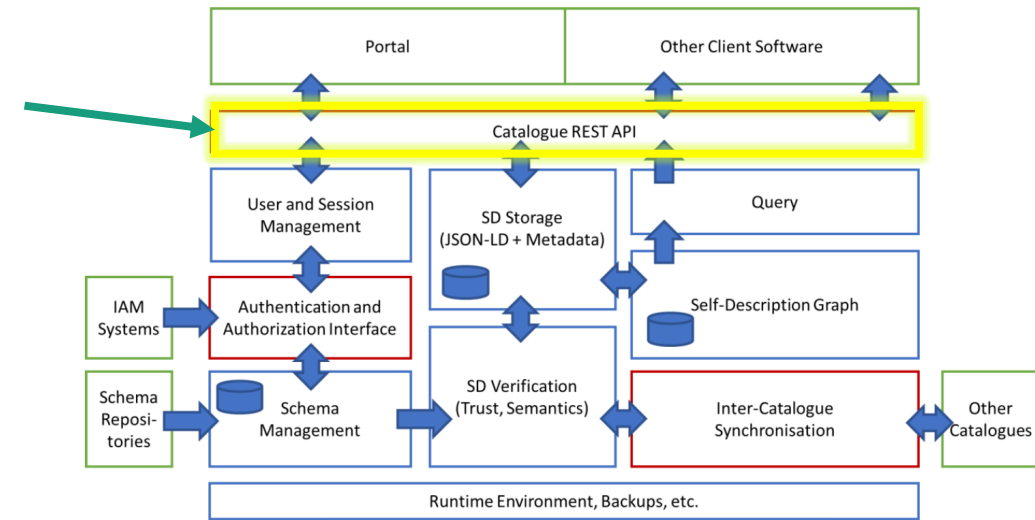 Portal
Other Client Software
Catalogue REST API
User and Session
Management
SD Storage
(JSON-LD + Metadata)
Query
IAM
Systems
Authentication and
Authorization Interface
Self-Description Graph
Schema
Reposi-
tories
Schema
Management
SD Verification
(Trust, Semantics)
Inter-Catalogue
Synchronisation
Other
Catalogues
Runtime Environment, Backups, etc.